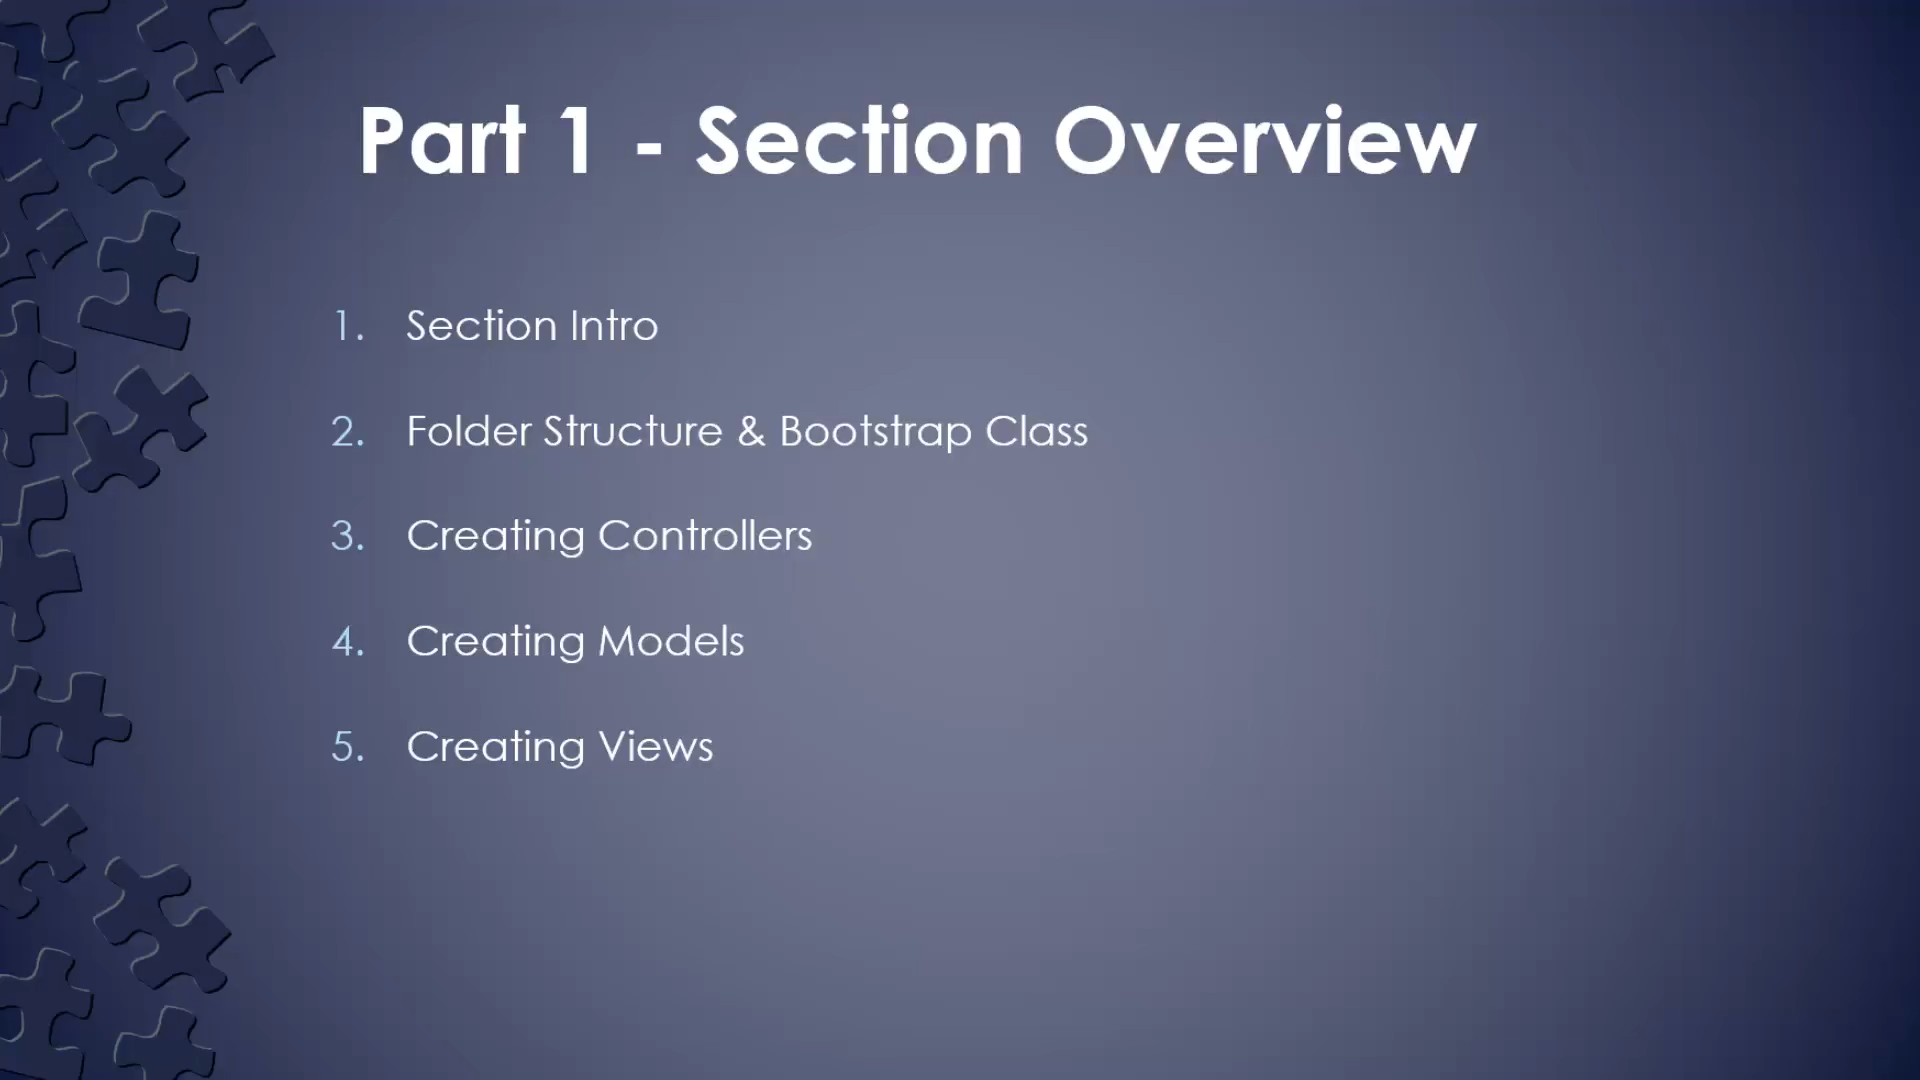 Part 1 - Section Overview
1. Section Intro
2. Folder Structure & Bootstrap Class
3. Creating Controllers
4. Creating Models
5. Creating Views